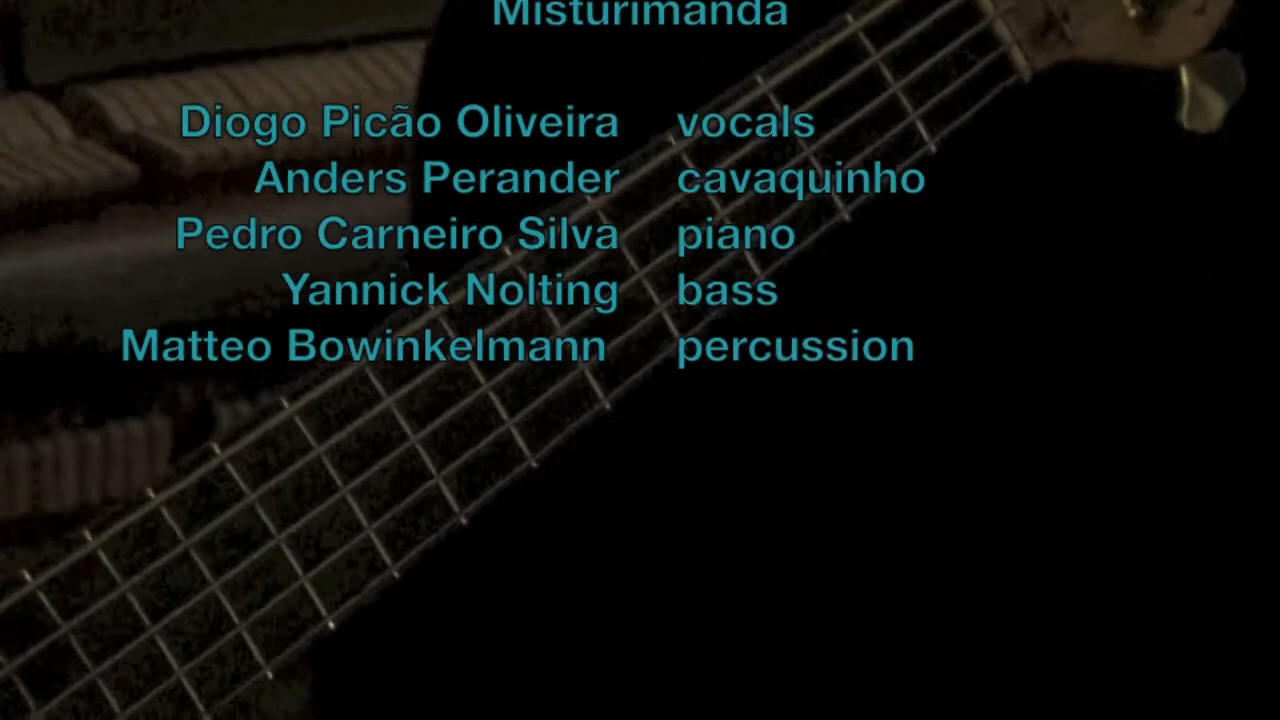 Misturimanda
Diogo Picão Oliveira vocals
Anders Perander cavaquinho
Pedro Carneiro Silva piano
Yannick Nolting bass
Matteo Bowinkelmann percussion